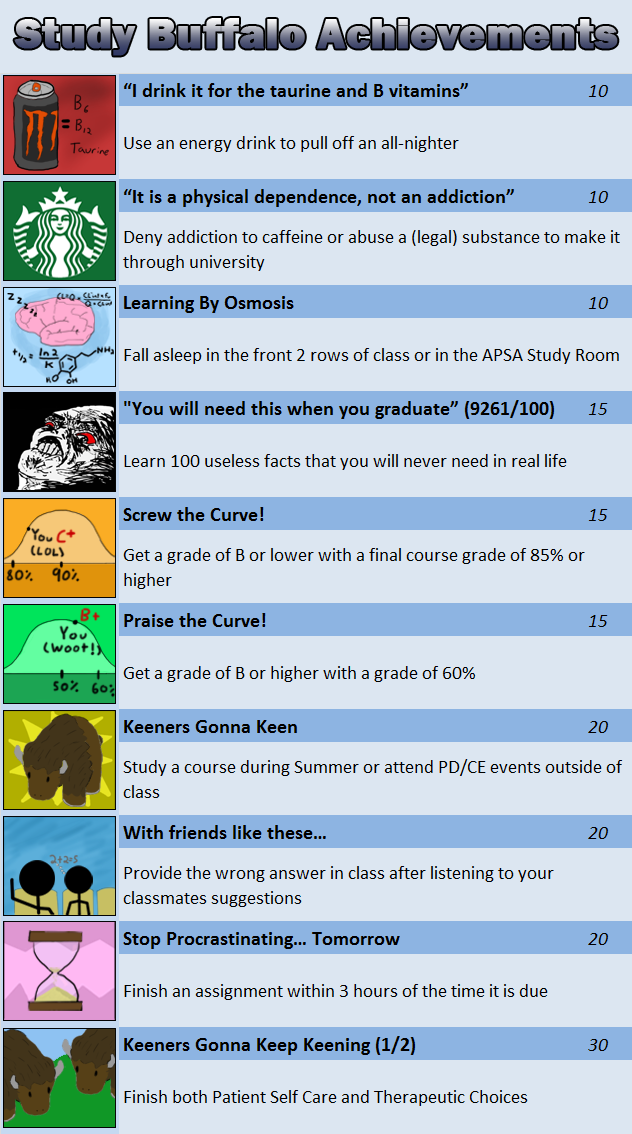 Study Buffalo Achievements
“I drink it for the taurine and B vitamins” 10
B6
= B12
Taurine
Use an energy drink to pull off an all-nighter
“It is a physical dependence, not an addiction” 10
Deny addiction to caffeine or abuse a (legal) substance to make it
through university
Learning By Osmosis 10
Z Z Z Z Z
t1/2 = ln2
K
NH2
RO
OH
Fall asleep in the front 2 rows of class or in the APSA Study Room
"You will need this when you graduate” (9261/100) 15
Learn 100 useless facts that you will never need in real life
Screw the Curve! 15
You C+
(LOL)
80% 90%
Get a grade of B or lower with a final course grade of 85% or
higher
Praise the Curve! 15
B+
You
(Woot!)
50% 60%
Get a grade of B or higher with a grade of 60%
Keeners Gonna Keen 20
Study a course during Summer or attend PD/CE events outside of
class
With friends like these… 20
2+2=5
Provide the wrong answer in class after listening to your
classmates suggestions
Stop Procrastinating… Tomorrow 20
Finish an assignment within 3 hours of the time it is due
Keeners Gonna Keep Keening (1/2) 30
Finish both Patient Self Care and Therapeutic Choices